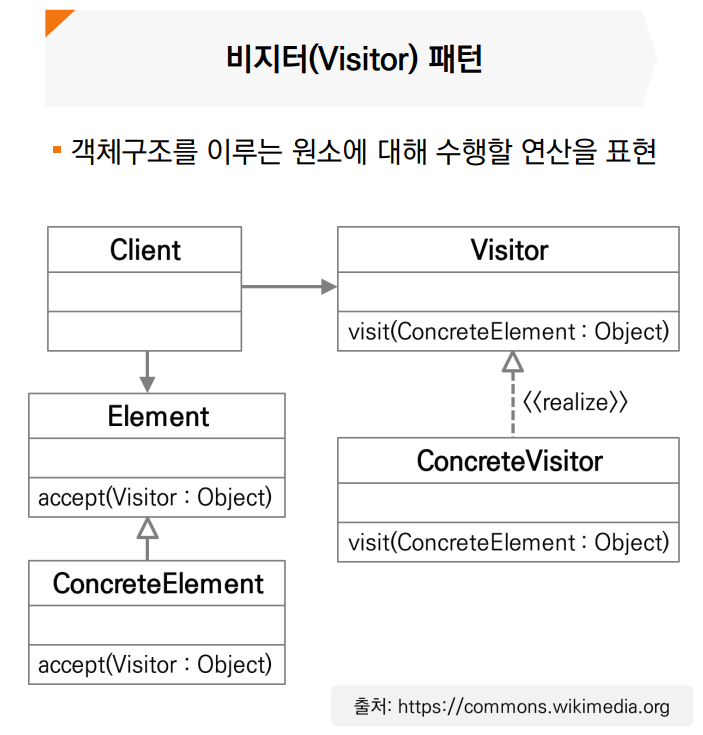 비지터(Visitor) 패턴
객체구조를 이루는 원소에 대해 수행할 연산을 표현
Client
Visitor
visit(ConcreteElement : Object)
<<realize>>
Element
accept(Visitor : Object)
ConcreteVisitor
visit(ConcreteElement : Object)
ConcreteElement
accept(Visitor : Object)
출처: https://commons.wikimedia.org